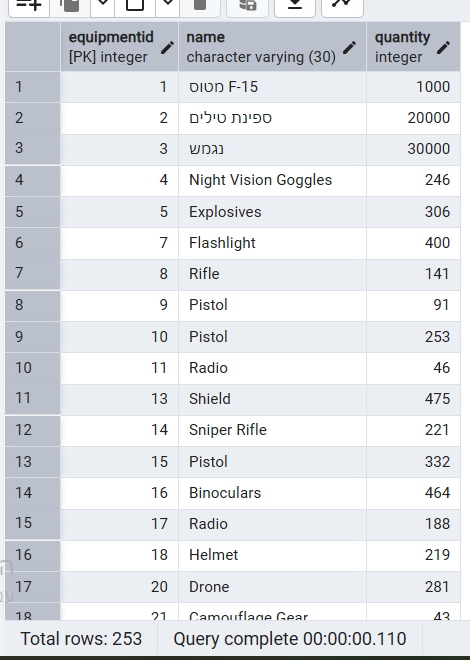 equipmentid name quantity
[PK] integer character varying (30) integer
1 1 מטוס F-15 1000
2 2 ספינת טילים 20000
3 3 נגמש 30000
4 4 Night Vision Goggles 246
5 5 Explosives 306
6 7 Flashlight 400
7 8 Rifle 141
8 9 Pistol 91
9 10 Pistol 253
10 11 Radio 46
11 13 Shield 475
12 14 Sniper Rifle 221
13 15 Pistol 332
14 16 Binoculars 464
15 17 Radio 188
16 18 Helmet 219
17 20 Drone 281
18 21 Camouflage Gear 43
Total rows: 253 Query complete 00:00:00.110